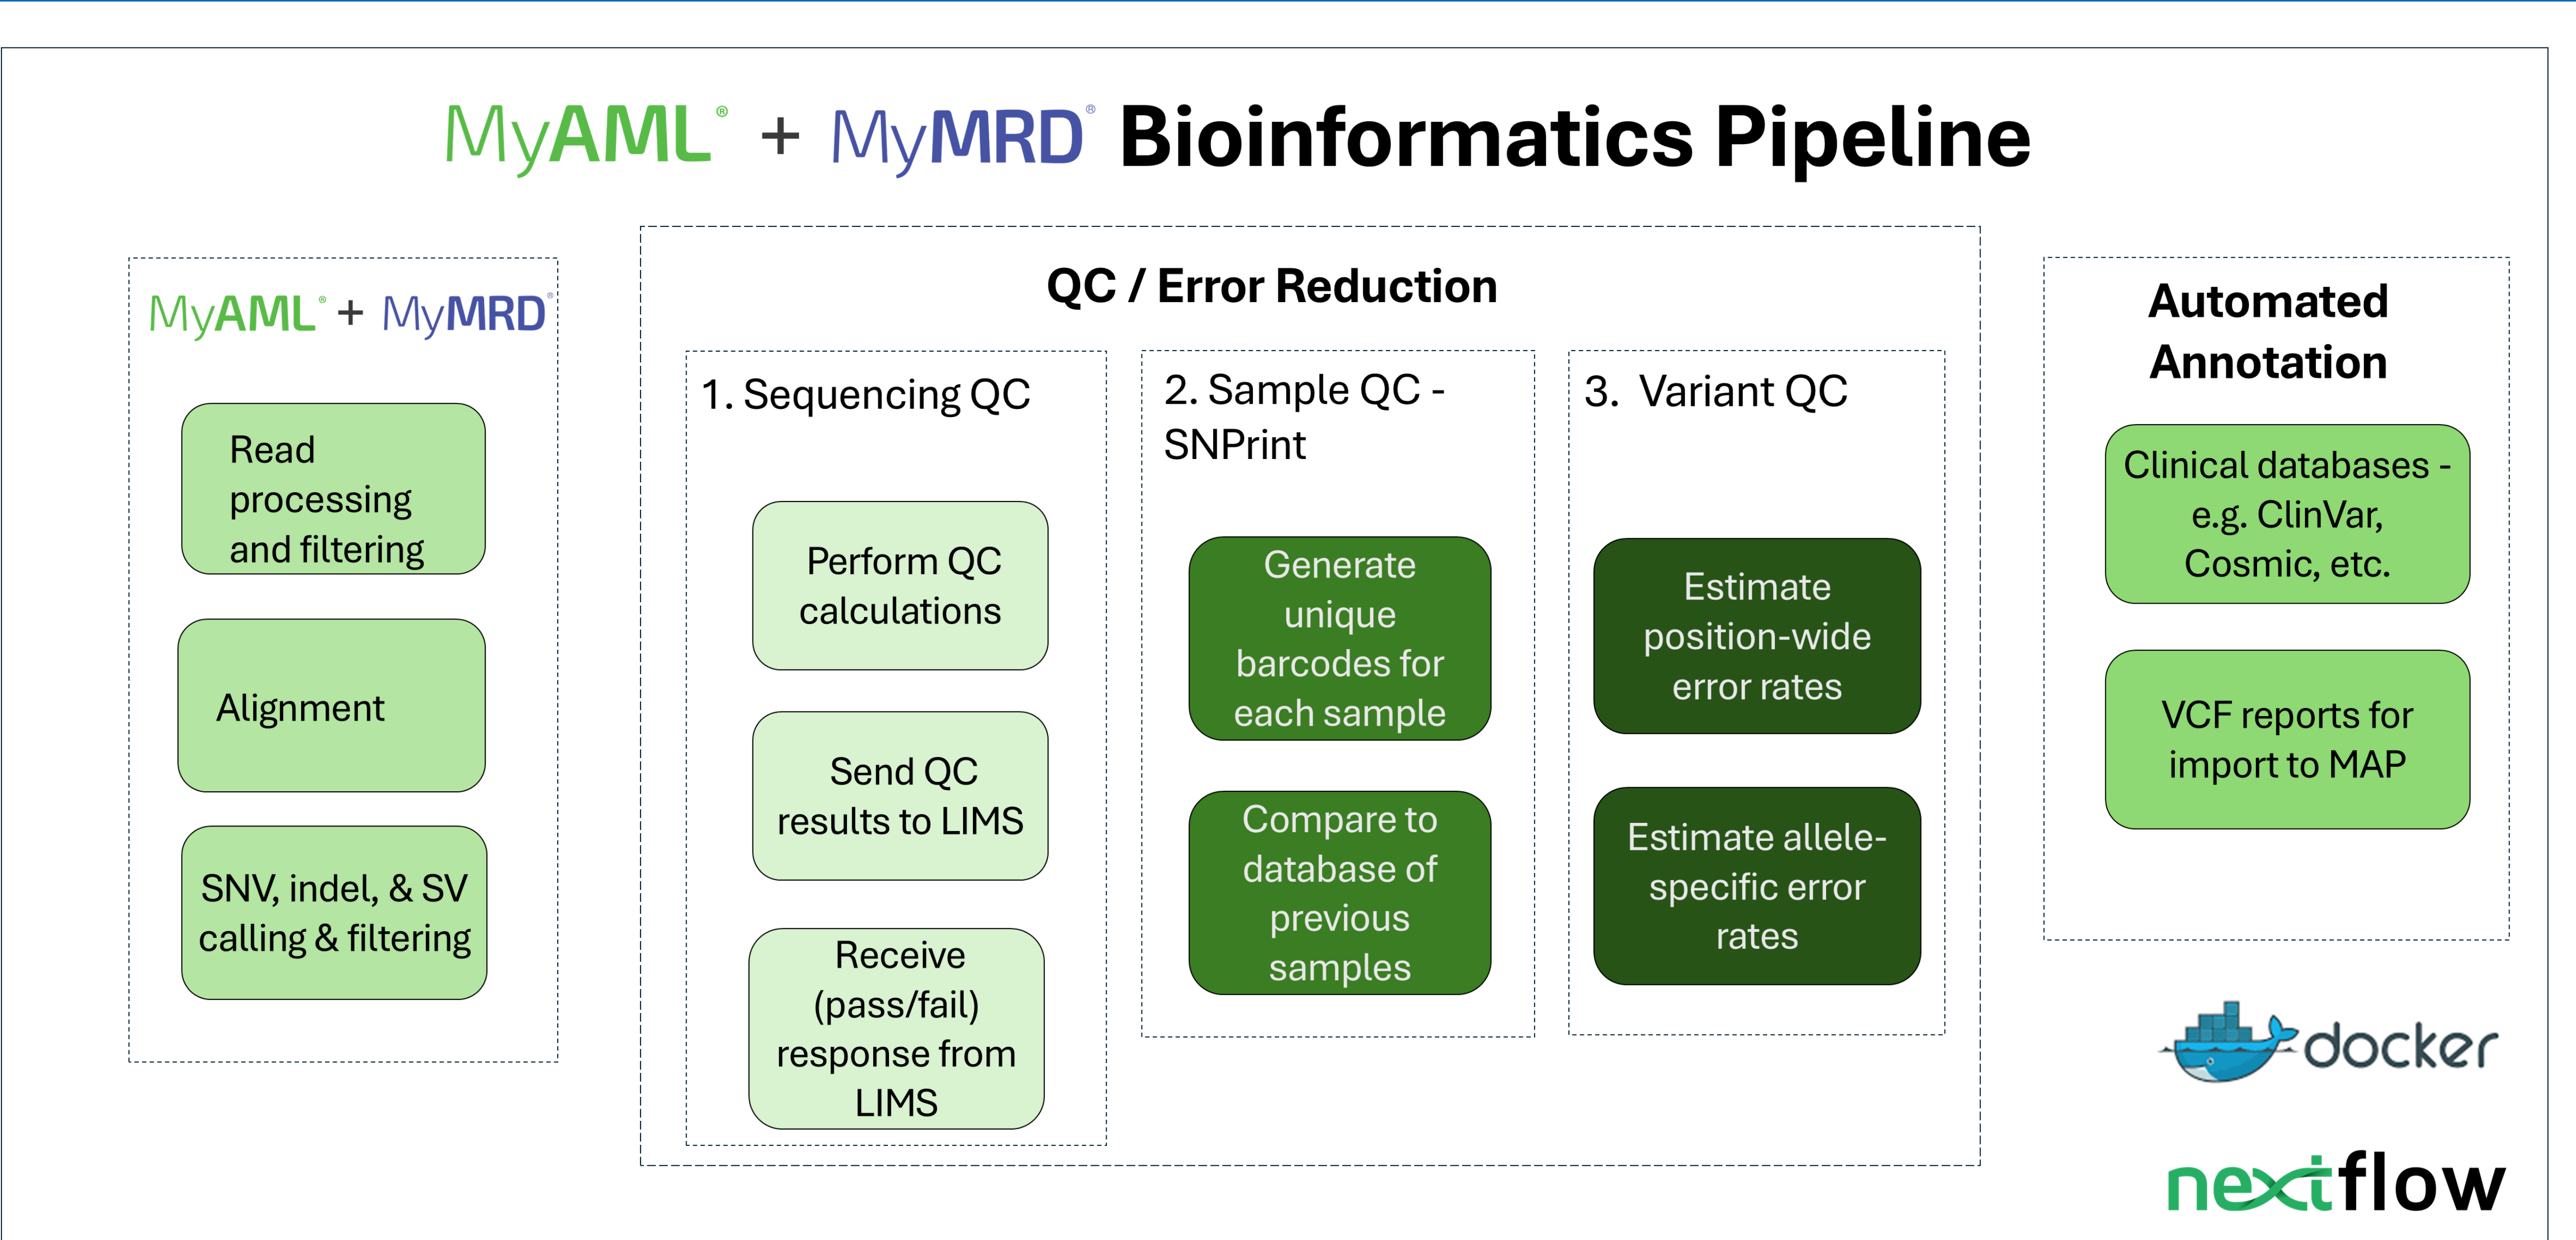 MyAML® + MyMRD® Bioinformatics Pipeline
MyAML® + MyMRD®
Read
processing
and filtering
Alignment
SNV, indel, & SV
calling & filtering
QC / Error Reduction
1. Sequencing QC
Perform QC
calculations
Send QC
results to LIMS
Receive
(pass/fail)
response from
LIMS
2. Sample QC -
SNPrint
Generate
unique
barcodes for
each sample
Compare to
database of
previous
samples
3. Variant QC
Estimate
position-wide
error rates
Estimate allele-
specific error
rates
Automated
Annotation
Clinical databases -
e.g. ClinVar,
Cosmic, etc.
VCF reports for
import to MAP
docker
nextflow